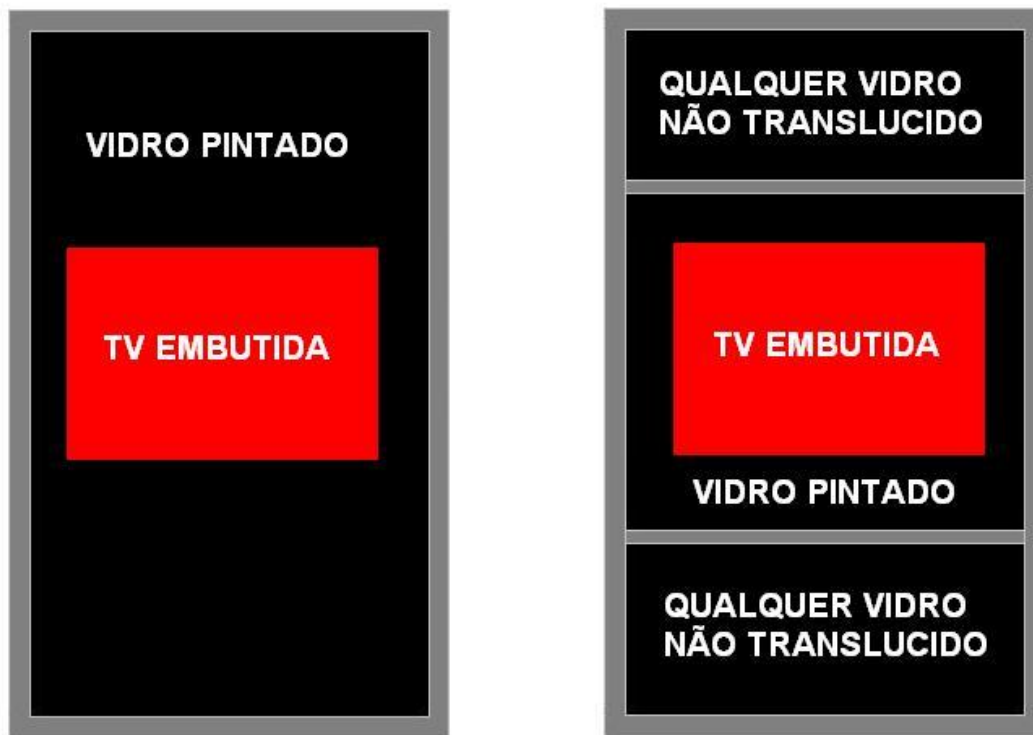 VIDRO PINTADO
TV EMBUTIDA
QUALQUER VIDRO
NÃO TRANSLUCIDO
TV EMBUTIDA
VIDRO PINTADO
QUALQUER VIDRO
NÃO TRANSLUCIDO